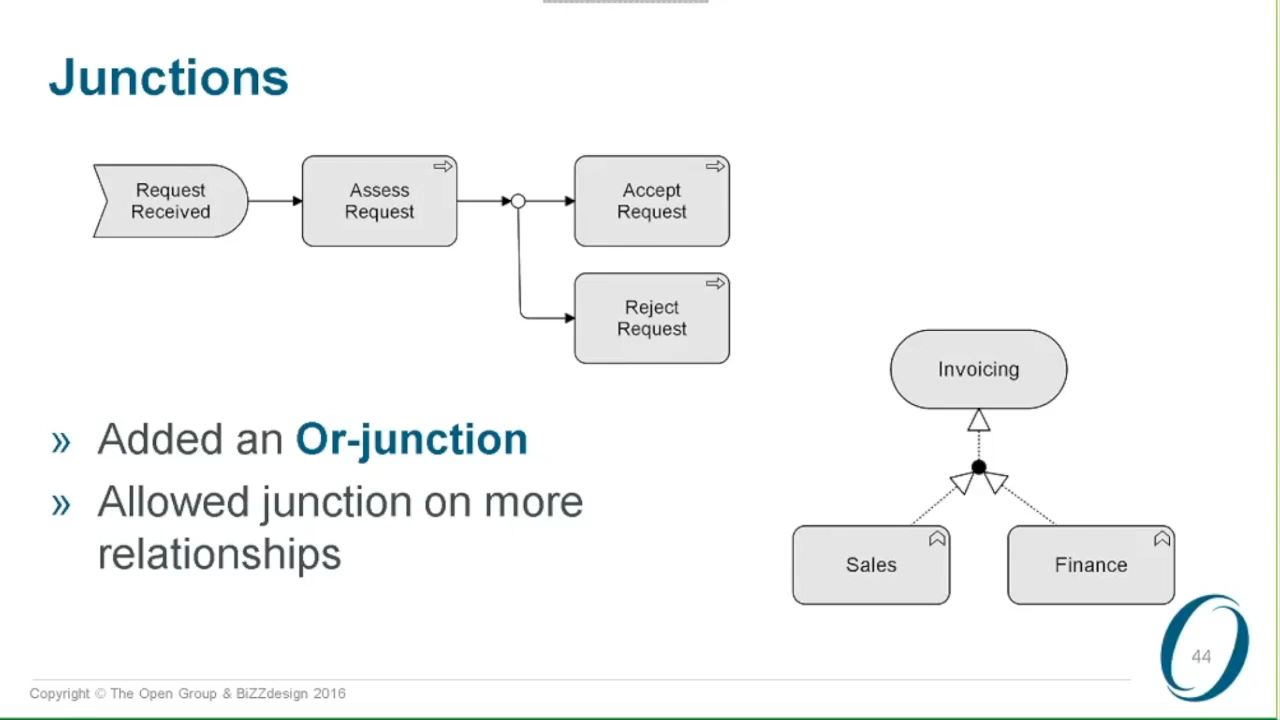 Junctions
Request
Received
Assess
Request
Accept
Request
Reject
Request
Invoicing
Sales
Finance
» Added an Or-junction
» Allowed junction on more
relationships
44
Copyright © The Open Group & BiZZdesign 2016